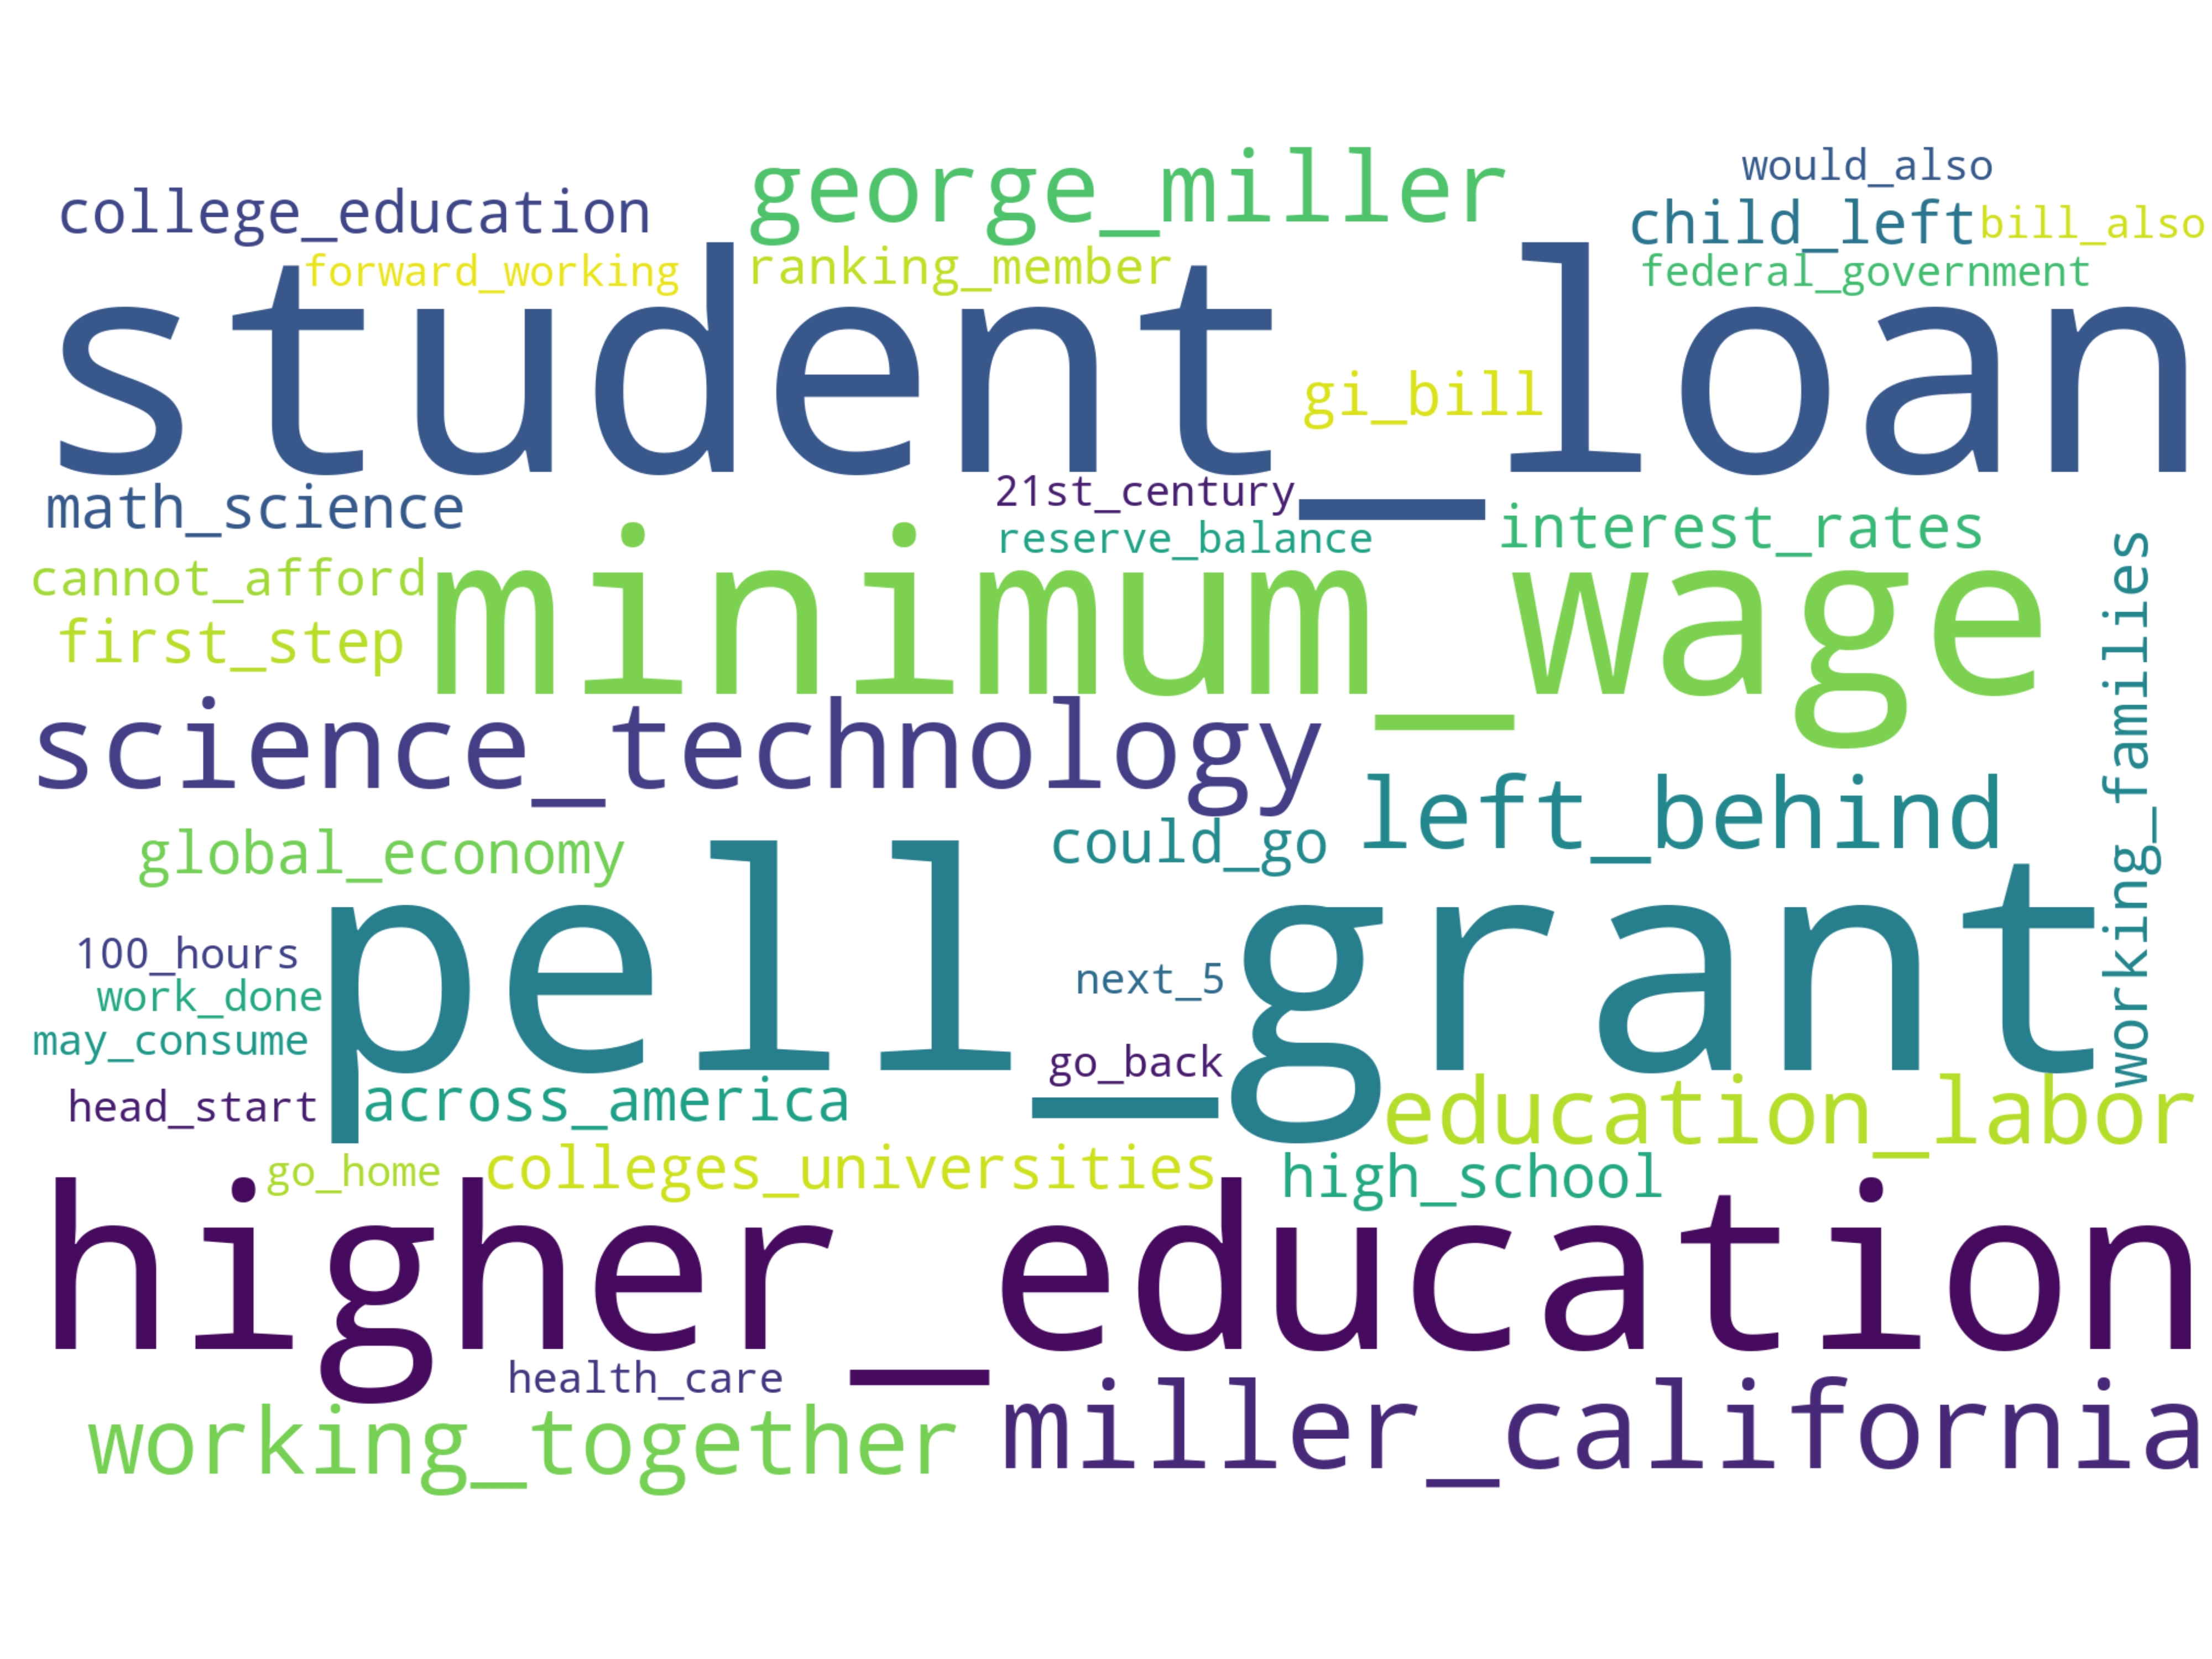 would_also
george_miller
college_education
child_left
bill_also
forward_working
ranking_member
federal_government
student_loan
gi_bill
math_science
21st_century
interest_rates
reserve_balance
cannot_afford
minimum_wage
first_step
working_families
science_technology
left_behind
global_economy
could_go
100_hours
pell_grant
next_5
work_done
may_consume
go_back
head_start
across_america
education_labor
go_home
colleges_universities
high_school
higher_education
health_care
working_together
miller_california